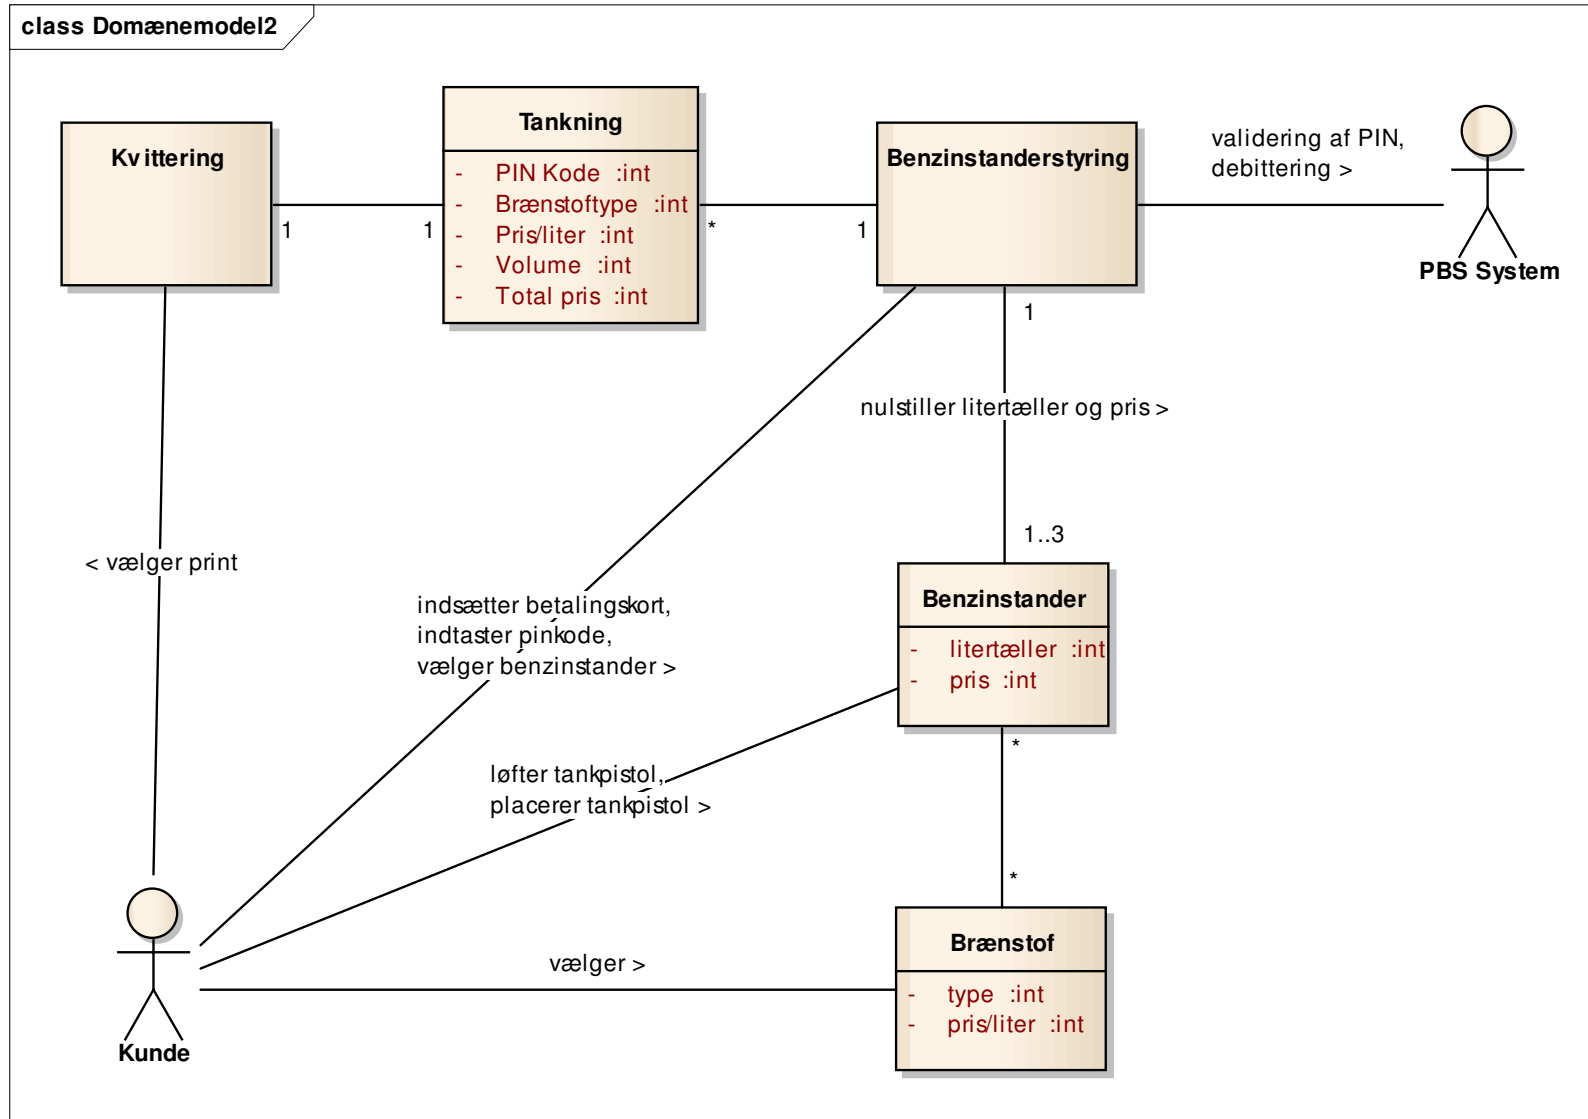 class Domænemodel2
Kvittering
Tankning
- PIN Kode :int
- Brænstoftype :int
- Pris/liter :int
- Volume :int
- Total pris :int
Benzinstanderstyring
validering af PIN,
debittering >
PBS System
1
1
*
1
1
nulstiller litertæller og pris >
1..3
< vælger print
indsætter betalingskort,
indtaster pinkode,
vælger benzinstander >
Benzinstander
- litertæller :int
- pris :int
*
løfter tankpistol,
placerer tankpistol >
*
vælger >
Brænstof
- type :int
- pris/liter :int
Kunde